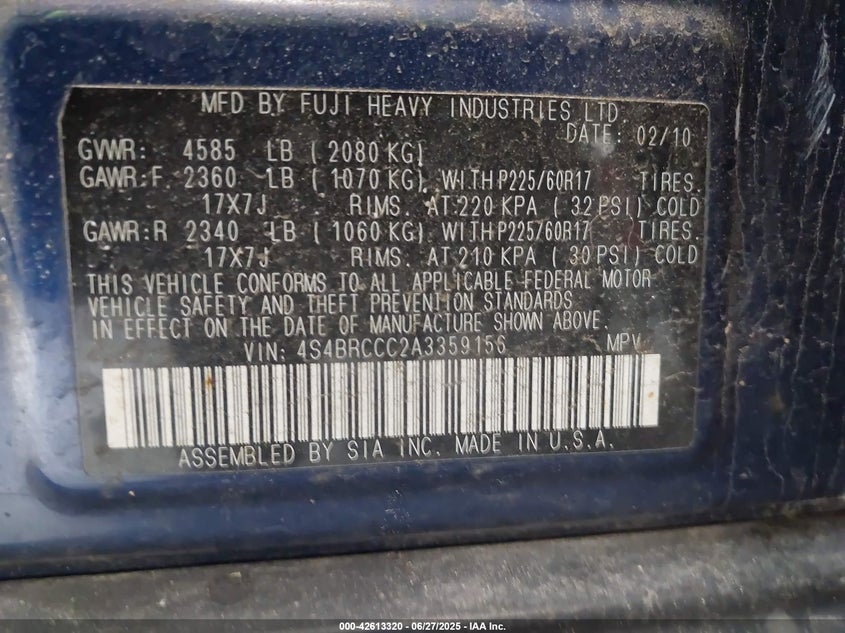 MFD BY FUJI HEAVY INDUSTRIES LTD
DATE: 02/10
GVWR: 4585 LB ( 2080 KG)
GAWR:F 2360 LB ( 1070 KG) WITH P225/60R17 TIRES.
17X7J RIMS. AT 220 KPA ( 32 PSI) COLD
GAWR:R 2340 LB ( 1060 KG) WITH P225/60R17 TIRES.
17X7J RIMS. AT 210 KPA ( 30 PSI) COLD
THIS VEHICLE CONFORMS TO ALL APPLICABLE FEDERAL MOTOR
VEHICLE SAFETY AND THEFT PREVENTION STANDARDS
IN EFFECT ON THE DATE OF MANUFACTURE SHOWN ABOVE.
VIN: 4S4BRCCC2A3359156 MPV
ASSEMBLED BY SIA INC. MADE IN U.S.A.
000-42613320 | 06/27/2025 - IAA Inc.